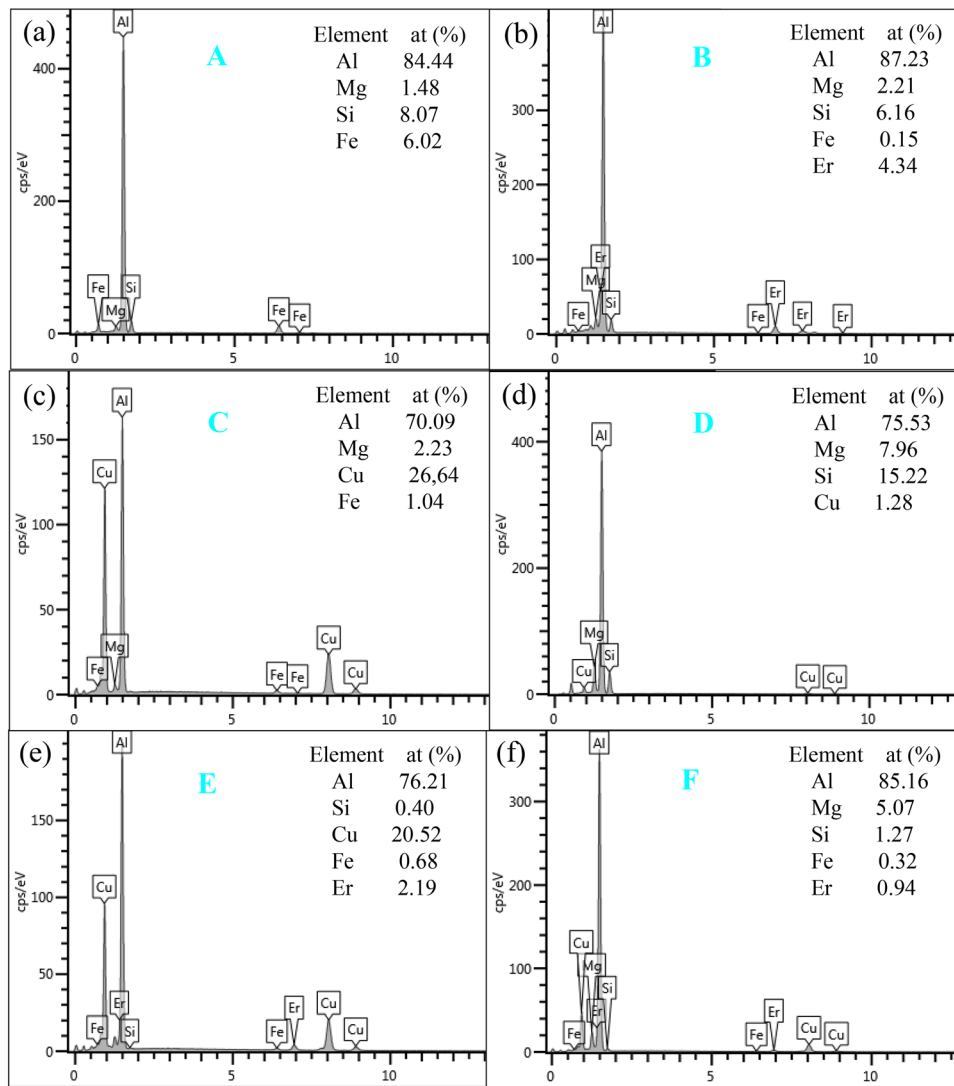 (a)
A
Element at (%)
Al 84.44
Mg 1.48
Si 8.07
Fe 6.02
cps/eV
400
200
0
Al
Fe
Mg
Si
Fe
Fe
0 5 10
(b)
B
Element at (%)
Al 87.23
Mg 2.21
Si 6.16
Fe 0.15
Er 4.34
cps/eV
300
200
100
0
Al
Er
Mg
Si
Fe
Fe
Er
Er
Er
0 5 10
(c)
C
Element at (%)
Al 70.09
Mg 2.23
Cu 26,64
Fe 1.04
cps/eV
150
100
50
0
Al
Cu
Mg
Fe
Fe
Fe
Cu
Cu
0 5 10
(d)
D
Element at (%)
Al 75.53
Mg 7.96
Si 15.22
Cu 1.28
cps/eV
400
200
0
Al
Mg
Cu
Si
Cu
Cu
0 5 10
(e)
E
Element at (%)
Al 76.21
Si 0.40
Cu 20.52
Fe 0.68
Er 2.19
cps/eV
150
100
50
0
Al
Cu
Er
Fe
Si
Fe
Er
Cu
Cu
0 5 10
(f)
F
Element at (%)
Al 85.16
Mg 5.07
Si 1.27
Fe 0.32
Er 0.94
cps/eV
300
200
100
0
Al
Cu
Mg
Si
Er
Fe
Fe
Er
Cu
Cu
0 5 10